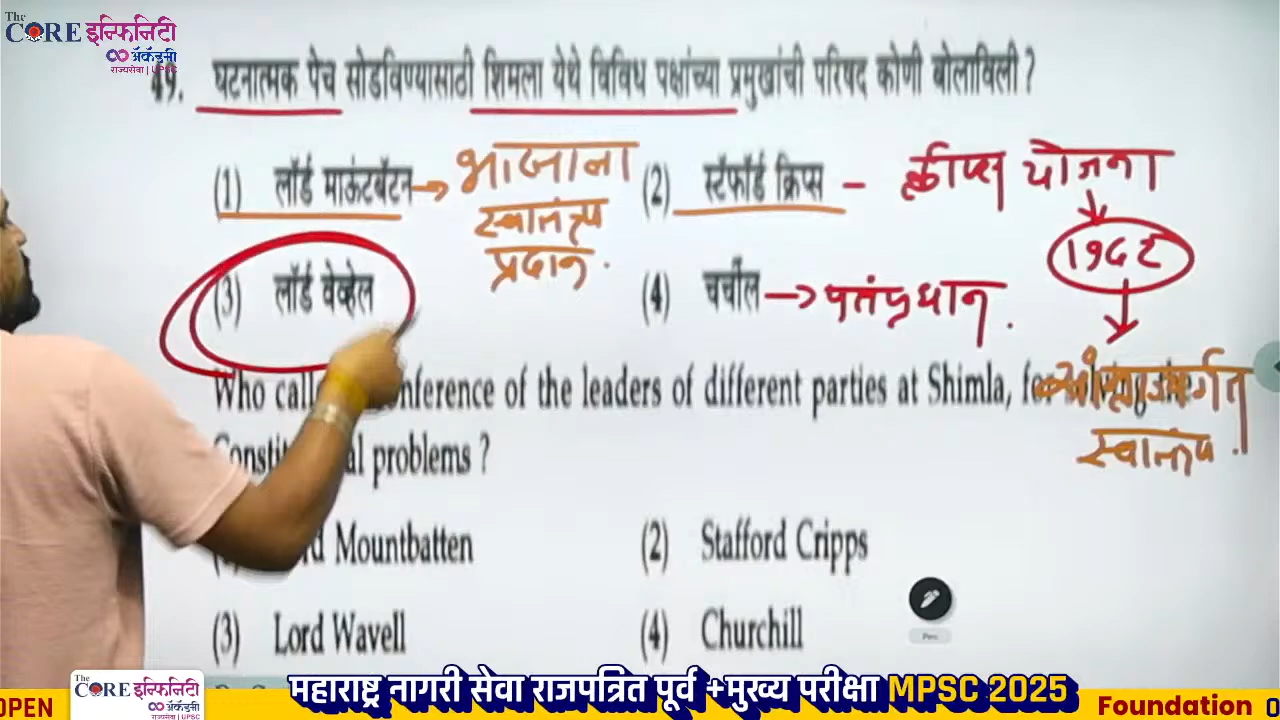 The CORE इन्फिनिटी
अ‍ॅकॅडमी
राज्यसेवा | UPSC
49. घटनात्मक पेच सोडविण्यासाठी शिमला येथे विविध पक्षांच्या प्रमुखांची परिषद कोणी बोलाविली ?
(1) लॉर्ड माऊंटबॅटन → भारताला (2) स्टॅफॉर्ड क्रिप्स – क्रीप्स योजना
स्वातंत्र्य
प्रदान.
१९४२
(3) लॉर्ड वेव्हेल (4) चर्चील → पंतप्रधान.
Who call nference of the leaders of different parties at Shimla, for
स्वातंत्र्य.
Constit al problems ?
d Mountbatten (2) Stafford Cripps
(3) Lord Wavell (4) Churchill
Pen
महाराष्ट्र नागरी सेवा राजपत्रित पूर्व +मुख्य परीक्षा MPSC 2025
OPEN The CORE इन्फिनिटी अ‍ॅकॅडमी राज्यसेवा | UPSC Foundation